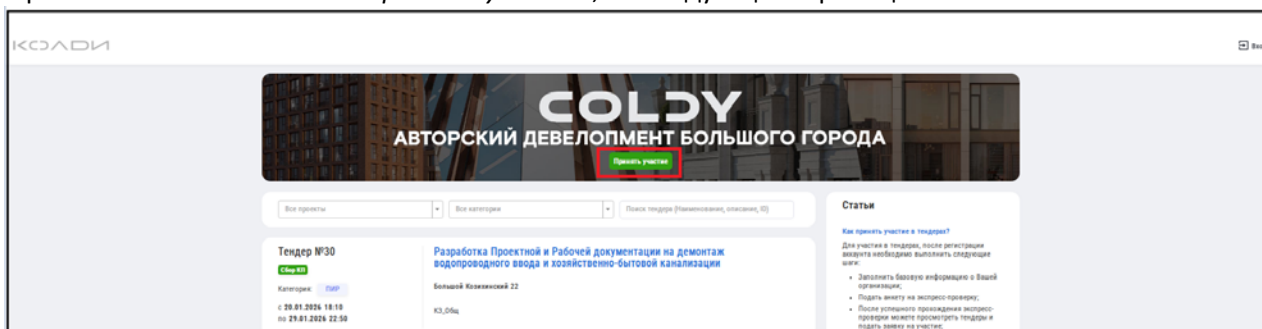 КОЛДИ
COLDY
АВТОРСКИЙ ДЕВЕЛОПМЕНТ БОЛЬШОГО ГОРОДА
Принять участие
Все проекты
Все категории
Поиск тендера (Наименование, описание, ID)
Тендер №30
Сбор КП
Категория: ПИР
с 20.01.2026 18:10
по 29.01.2026 22:50
Разработка Проектной и Рабочей документации на демонтаж
водопроводного ввода и хозяйственно-бытовой канализации
Большой Козихинский 22
К3_Общ
Статьи
Как принять участие в тендерах?
Для участия в тендерах, после регистрации
аккаунта необходимо выполнить следующие
шаги:
• Заполнить базовую информацию о Вашей
организации;
• Подать анкету на экспресс-проверку;
• После успешного прохождения экспресс-
проверки можете просмотреть тендеры и
подать заявку на участие;